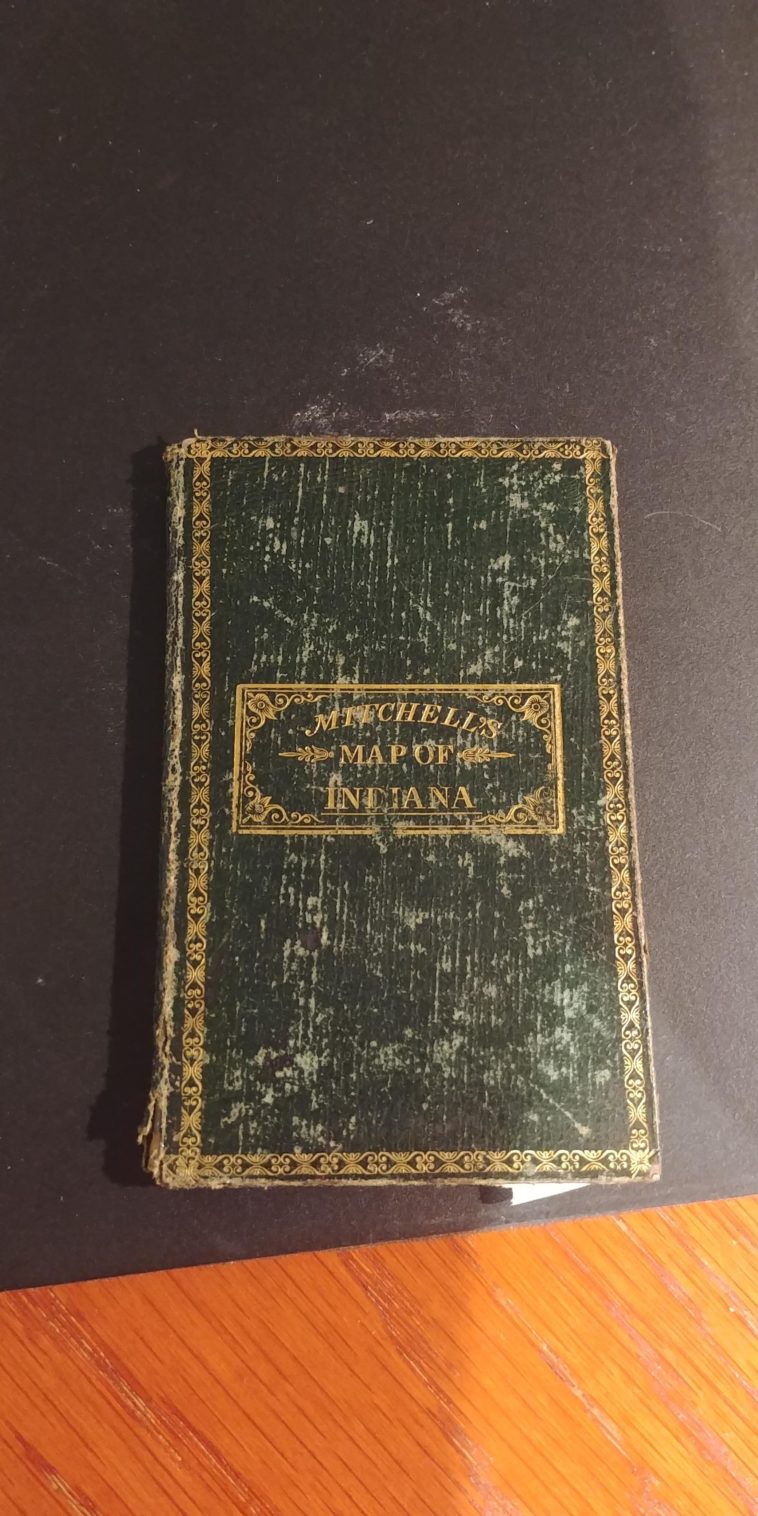 MITCHELL'S
MAP OF
INDIANA